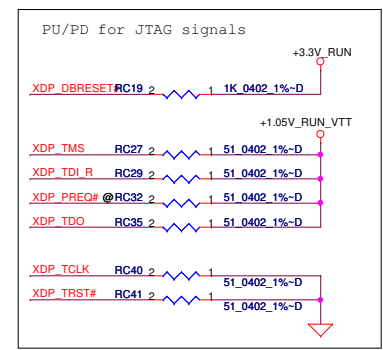 PU/PD for JTAG signals
+3.3V_RUN
XDP_DBRESET# RC19 2 1 1K_0402_1%~D
+1.05V_RUN_VTT
XDP_TMS RC27 2 1 51_0402_1%~D
XDP_TDI_R RC29 2 1 51_0402_1%~D
XDP_PREQ# @RC32 2 1 51_0402_1%~D
XDP_TDO RC35 2 1 51_0402_1%~D
XDP_TCLK RC40 2 1
51_0402_1%~D
XDP_TRST# RC41 2 1
51_0402_1%~D